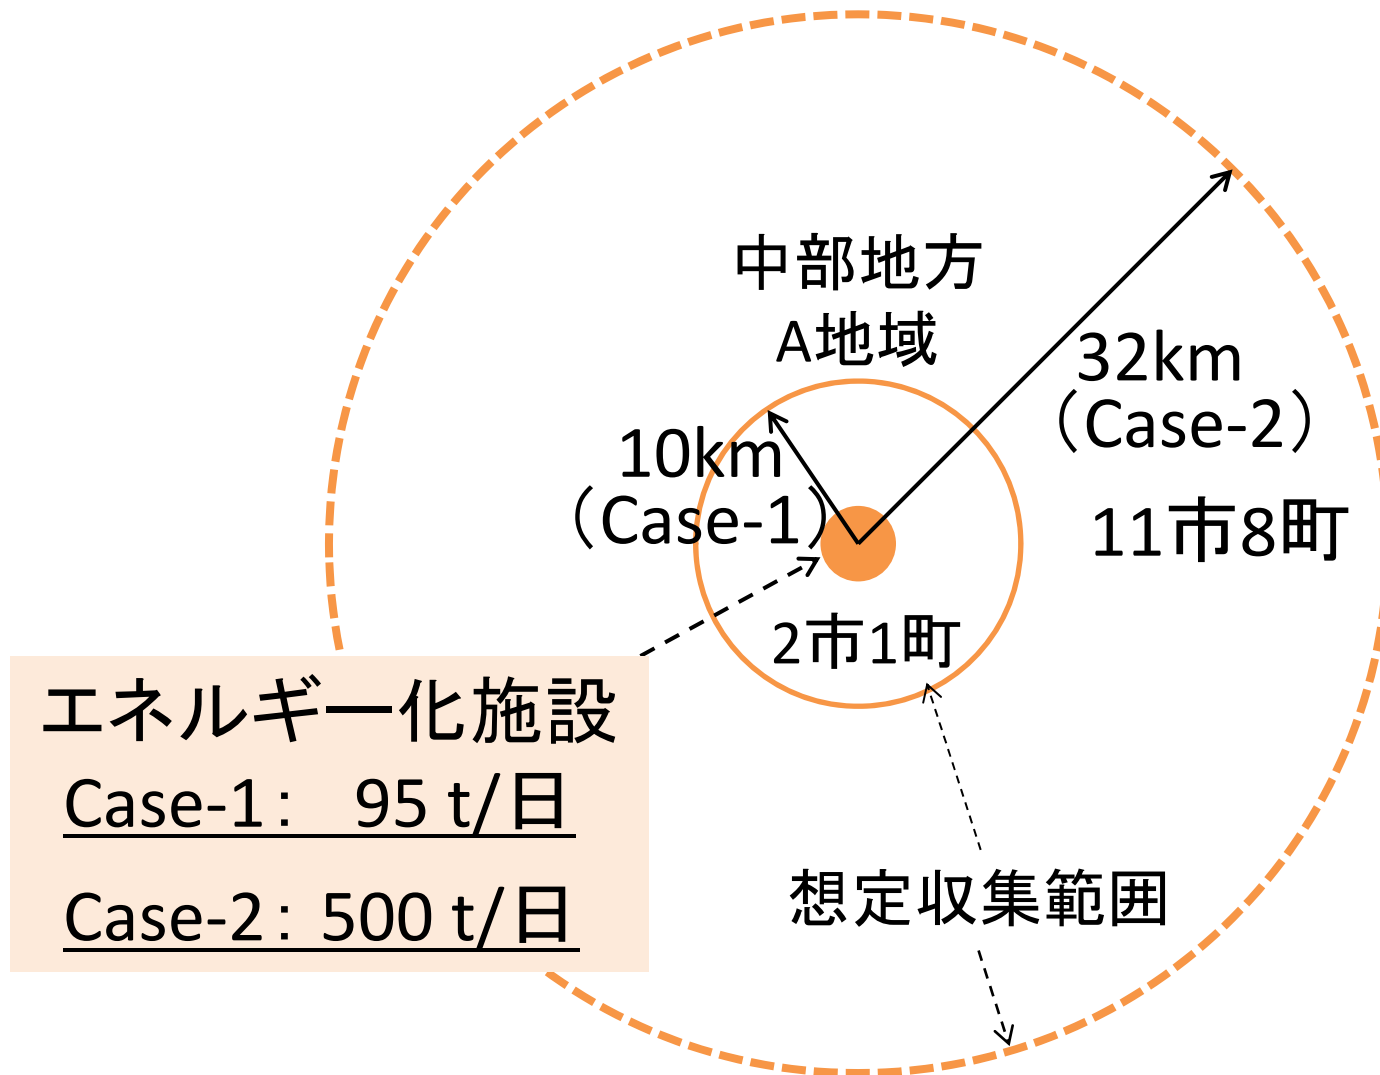 中部地方
A地域
32km
（Case-2）
10km
（Case-1）
11市8町
2市1町
エネルギー化施設
Case-1： 95 t/日
Case-2：500 t/日
想定収集範囲